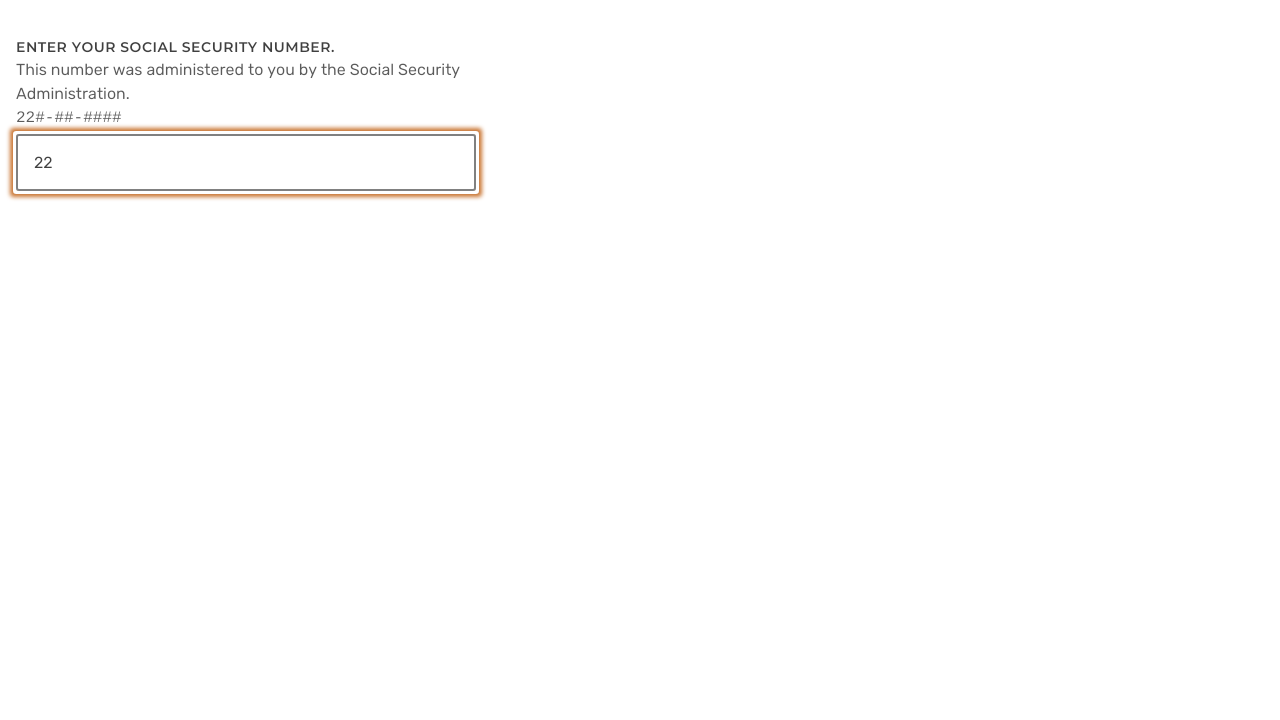 ENTER YOUR SOCIAL SECURITY NUMBER.
This number was administered to you by the Social Security
Administration.
22#-##-####
22